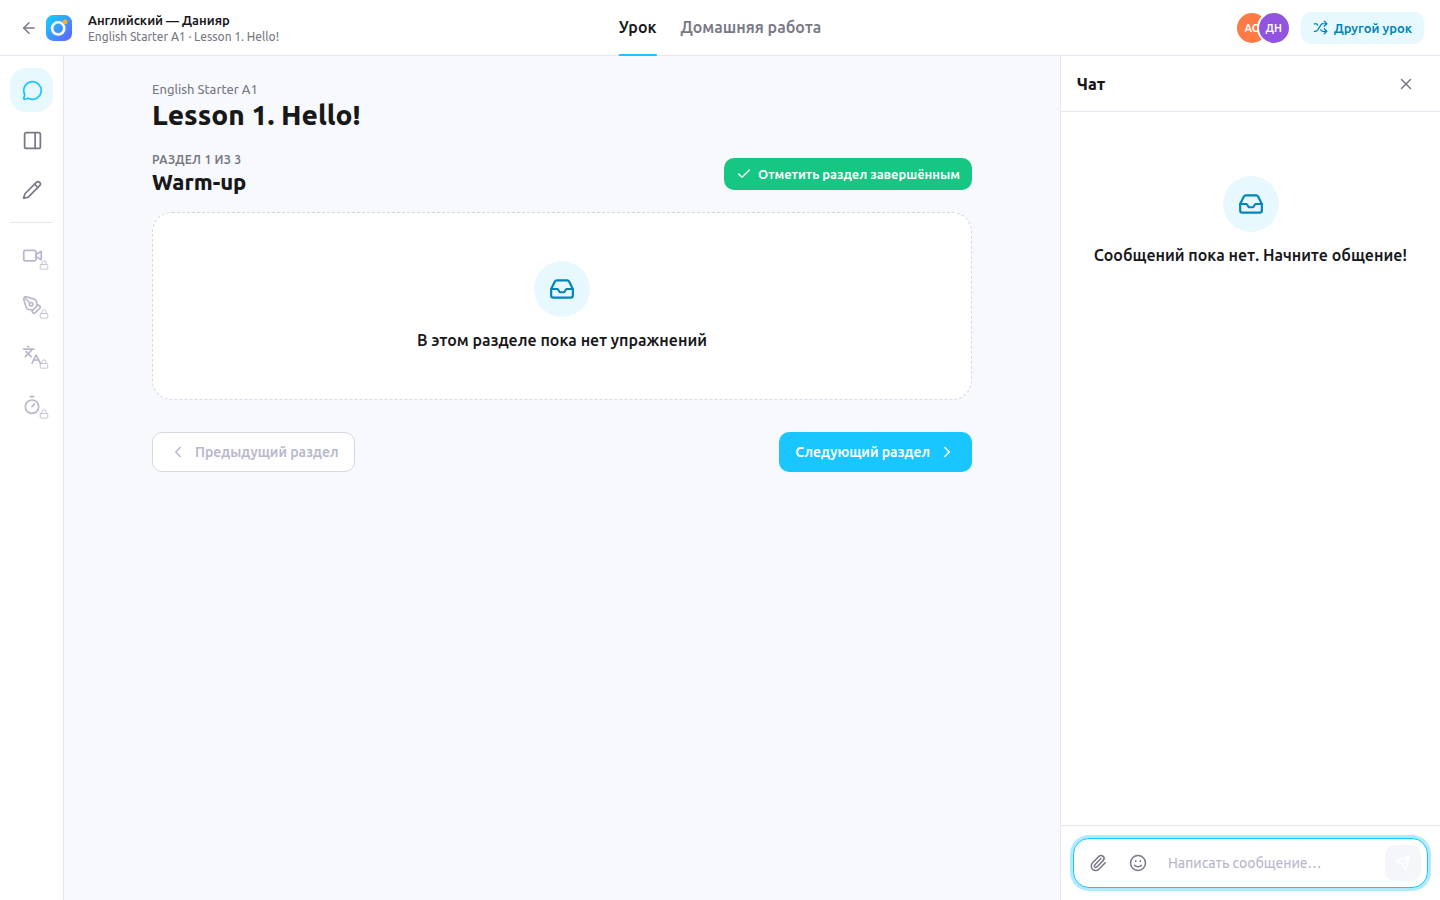 Английский — Данияр
English Starter A1 · Lesson 1. Hello!
Урок
Домашняя работа
ДН
Другой урок
English Starter A1
Lesson 1. Hello!
РАЗДЕЛ 1 ИЗ 3
Warm-up
Отметить раздел завершённым
В этом разделе пока нет упражнений
Предыдущий раздел
Следующий раздел
Чат
Сообщений пока нет. Начните общение!
Написать сообщение...